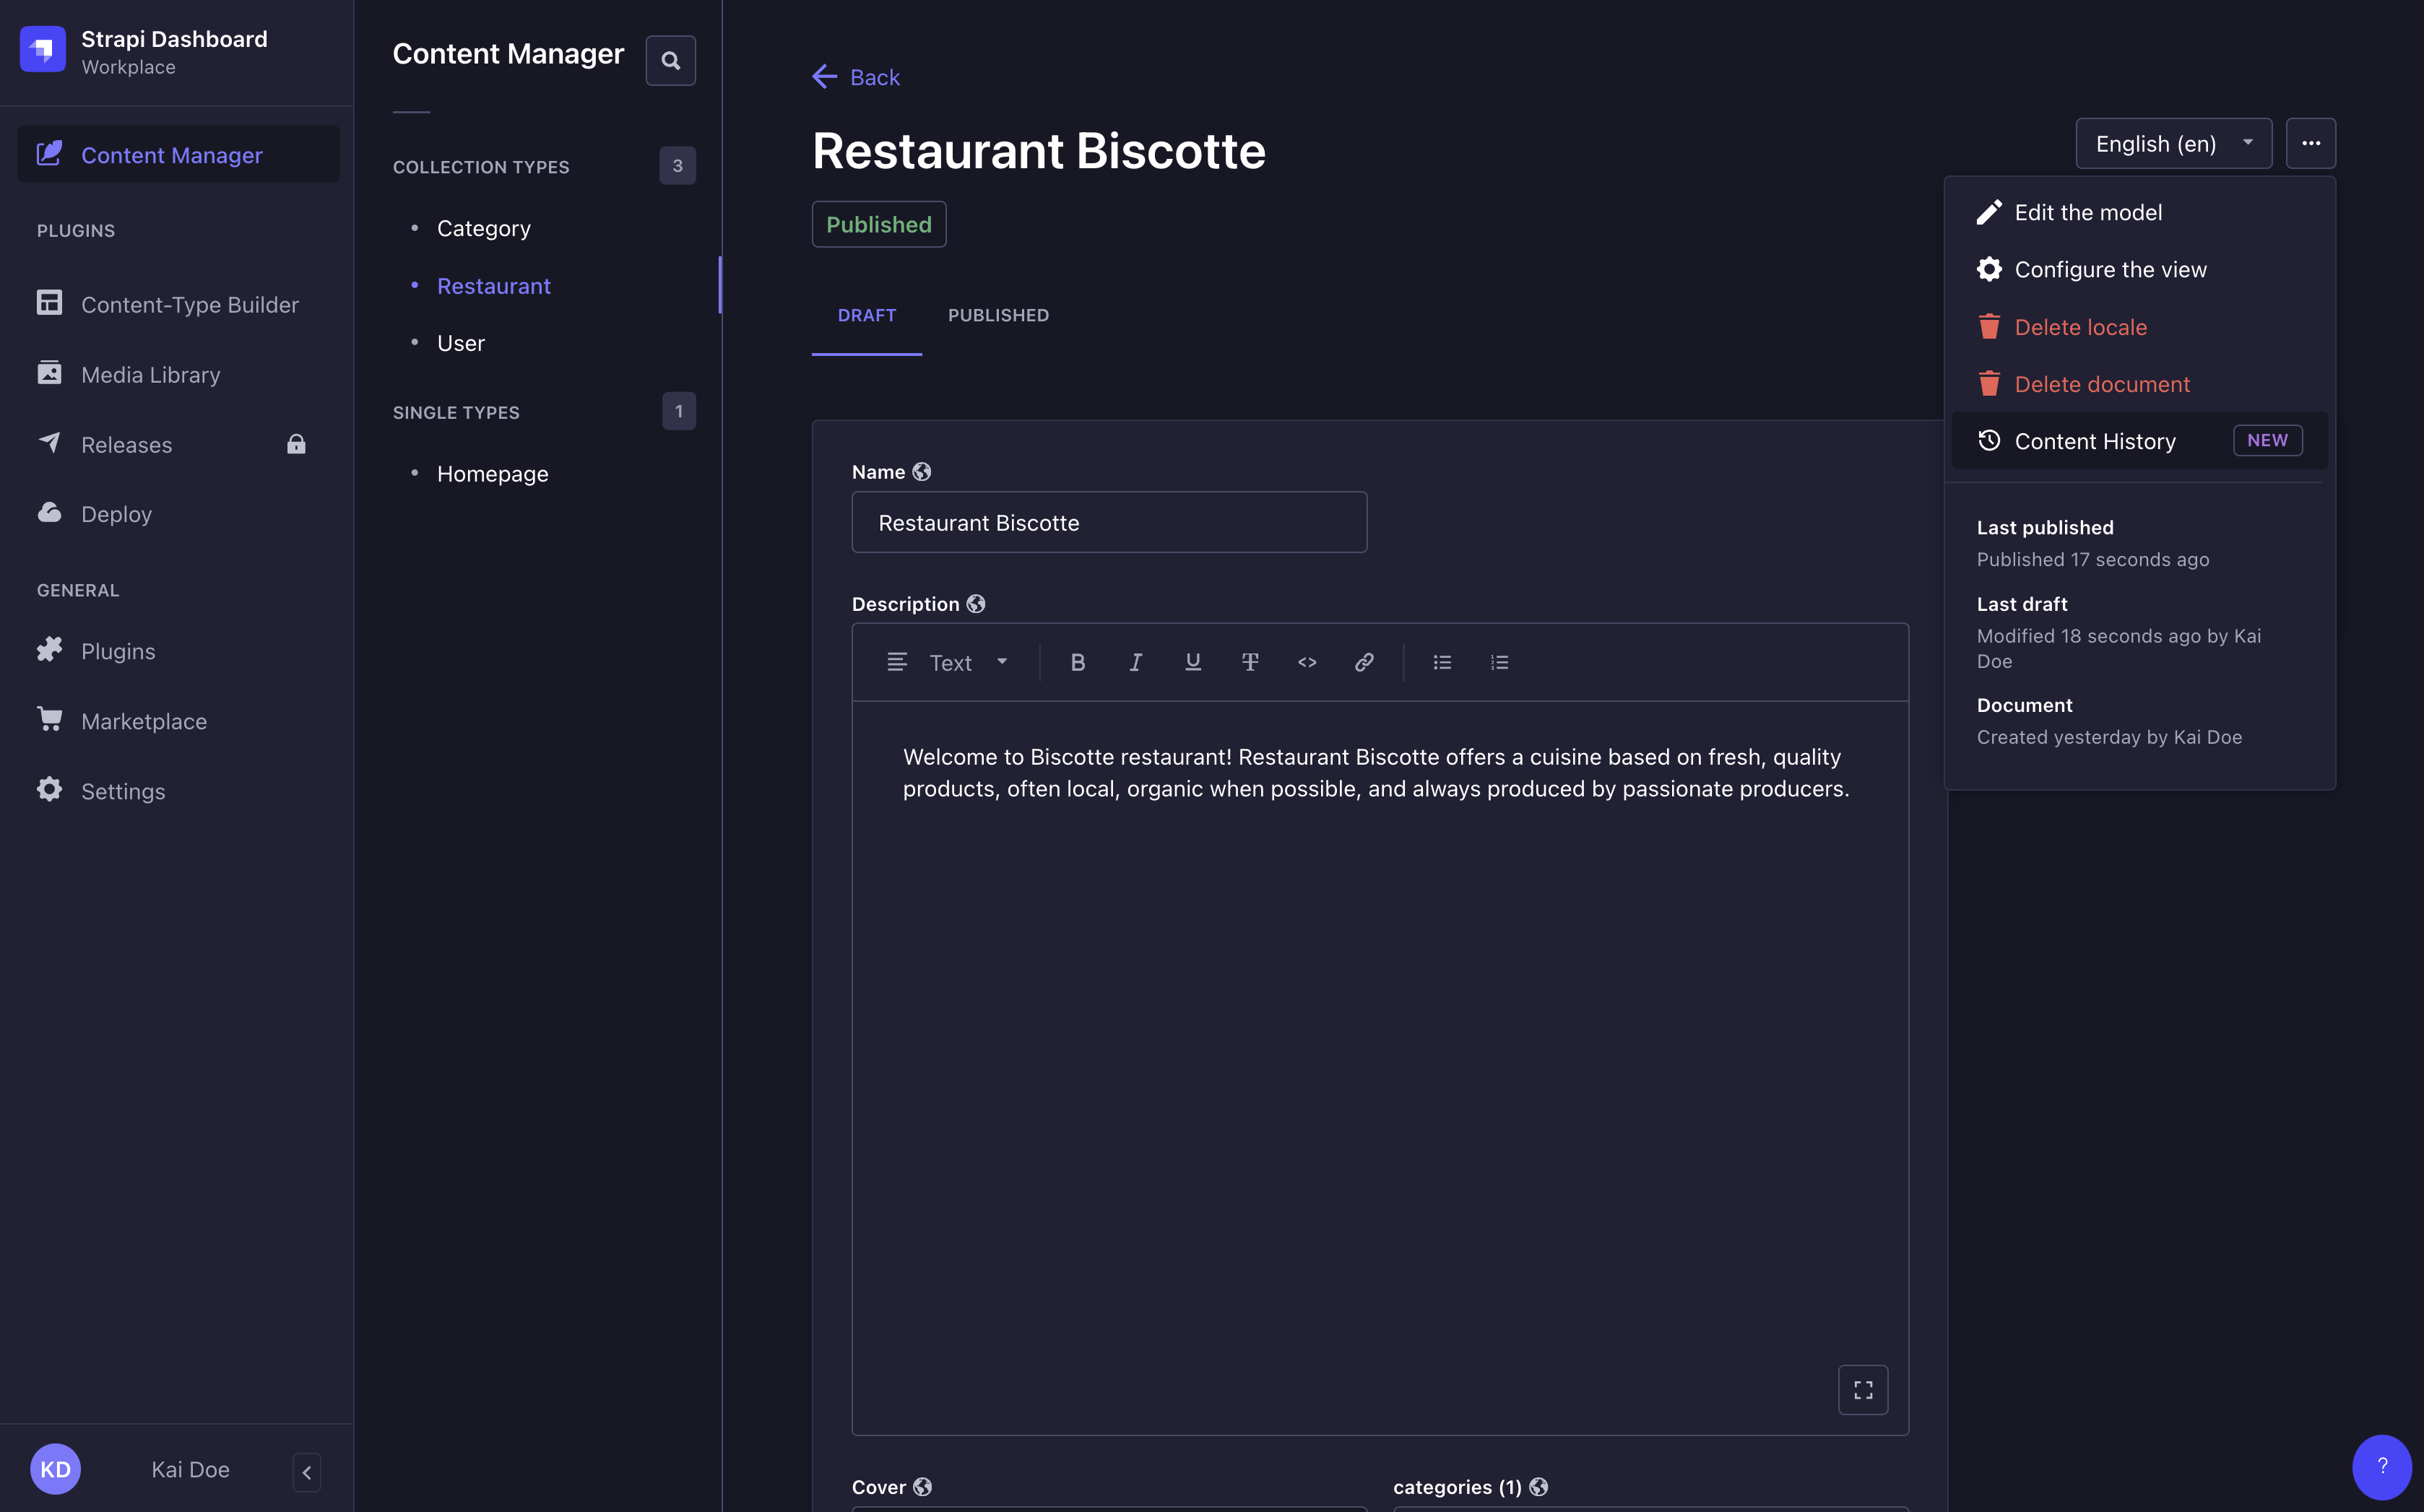 Strapi Dashboard
Workplace
Content Manager
PLUGINS
Content-Type Builder
Media Library
Releases
Deploy
GENERAL
Plugins
Marketplace
Settings
KD
Kai Doe
Content Manager
COLLECTION TYPES
3
Category
Restaurant
User
SINGLE TYPES
1
Homepage
Back
Restaurant Biscotte
Published
English (en)
DRAFT
PUBLISHED
Name
Restaurant Biscotte
Description
Text
B
I
U
T
<>
Welcome to Biscotte restaurant! Restaurant Biscotte offers a cuisine based on fresh, quality
products, often local, organic when possible, and always produced by passionate producers.
Cover
categories (1)
Edit the model
Configure the view
Delete locale
Delete document
Content History
NEW
Last published
Published 17 seconds ago
Last draft
Modified 18 seconds ago by Kai
Doe
Document
Created yesterday by Kai Doe
?